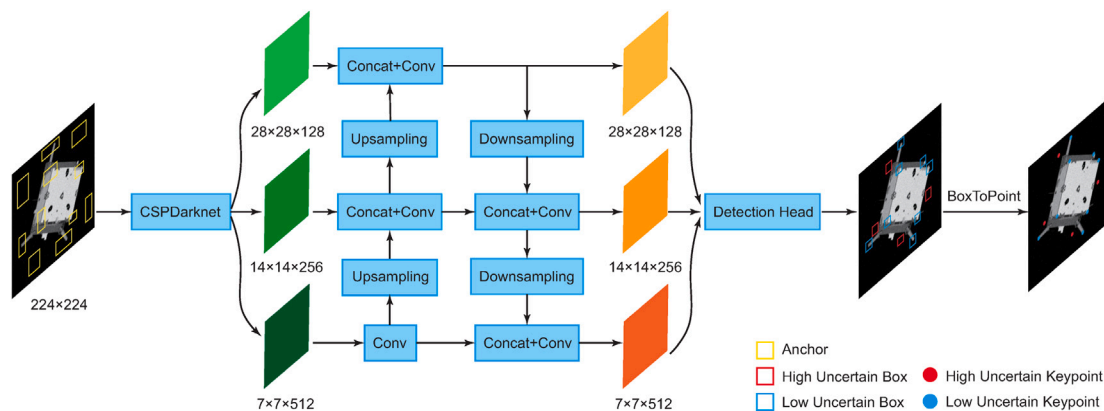 224×224
CSPDarknet
28×28×128
14×14×256
7×7×512
Concat+Conv
Upsampling
Downsampling
Concat+Conv
Concat+Conv
Upsampling
Downsampling
Conv
Concat+Conv
28×28×128
14×14×256
7×7×512
Detection Head
BoxToPoint
Anchor
High Uncertain Box
High Uncertain Keypoint
Low Uncertain Box
Low Uncertain Keypoint